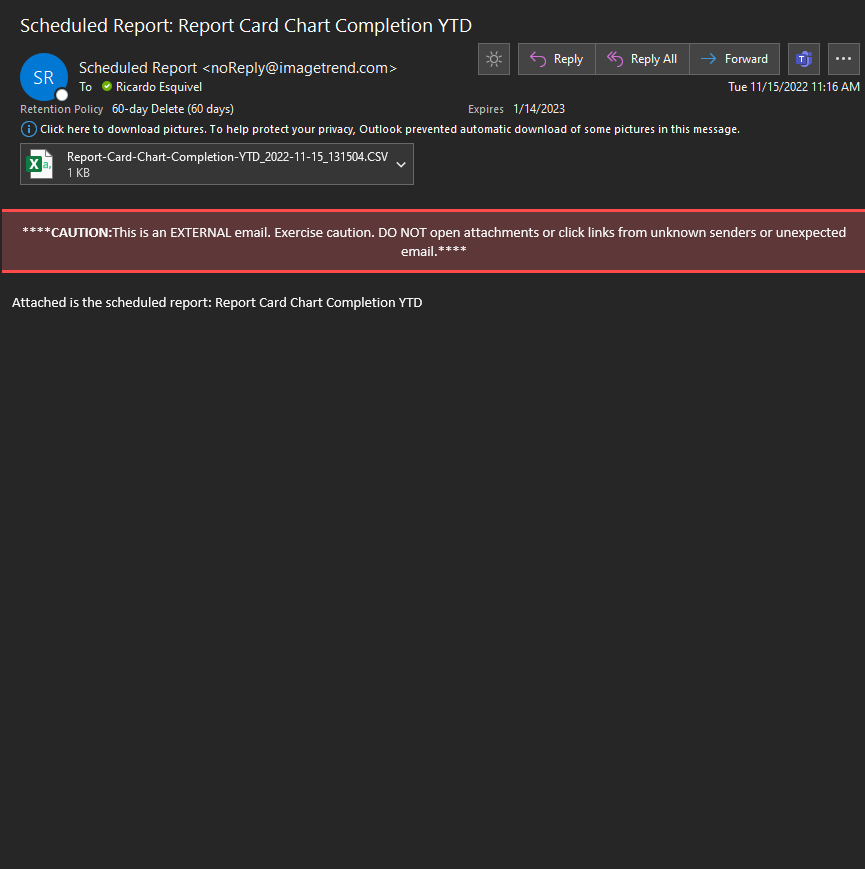 Scheduled Report: Report Card Chart Completion YTD
SR
Scheduled Report <noReply@imagetrend.com>
Reply
Reply All
Forward
To Ricardo Esquivel
Tue 11/15/2022 11:16 AM
Retention Policy 60-day Delete (60 days)
Expires 1/14/2023
Click here to download pictures. To help protect your privacy, Outlook prevented automatic download of some pictures in this message.
Report-Card-Chart-Completion-YTD_2022-11-15_131504.CSV
1 KB
****CAUTION:This is an EXTERNAL email. Exercise caution. DO NOT open attachments or click links from unknown senders or unexpected
email.****
Attached is the scheduled report: Report Card Chart Completion YTD